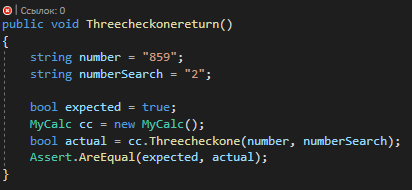 | Ссылок: 0
public void Threecheckonereturn()
{
string number = "859";
string numberSearch = "2";
bool expected = true;
MyCalc cc = new MyCalc();
bool actual = cc.Threecheckone(number, numberSearch);
Assert.AreEqual(expected, actual);
}